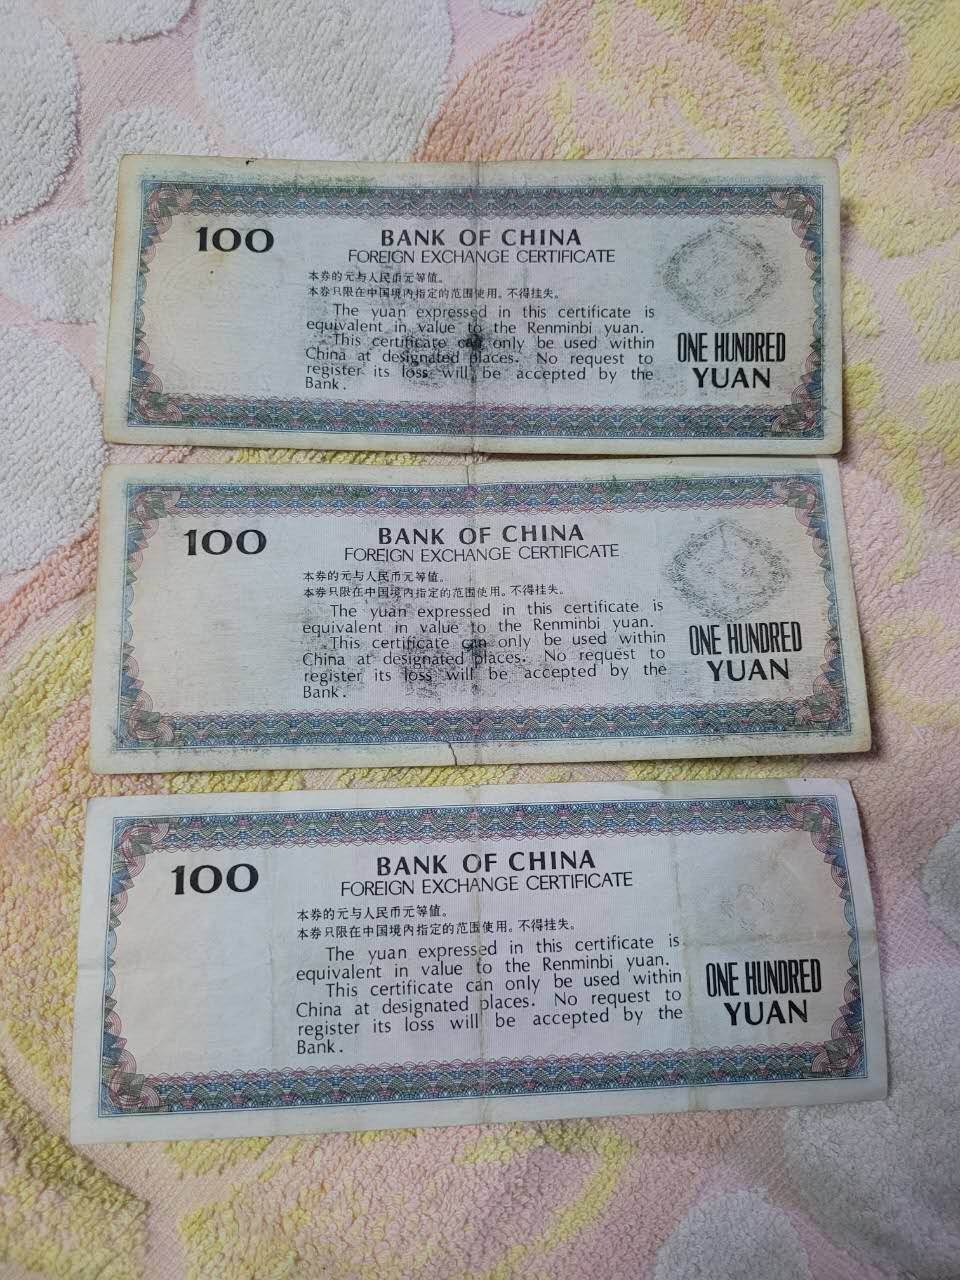 100
BANK OF CHINA
FOREIGN EXCHANGE CERTIFICATE
本券的元与人民币元等值。
本券只限在中国境内指定的范围使用。不得挂失。
The yuan expressed in this certificate is
equivalent in value to the Renminbi yuan.
This certificate can only be used within
China at designated places. No request to
register its loss will be accepted by the
Bank.
ONE HUNDRED
YUAN
100
BANK OF CHINA
FOREIGN EXCHANGE CERTIFICATE
本券的元与人民币元等值。
本券只限在中国境内指定的范围使用。不得挂失。
The yuan expressed in this certificate is
equivalent in value to the Renminbi yuan.
This certificate can only be used within
China at designated places. No request to
register its loss will be accepted by the
Bank.
ONE HUNDRED
YUAN
100
BANK OF CHINA
FOREIGN EXCHANGE CERTIFICATE
本券的元与人民币元等值。
本券只限在中国境内指定的范围使用。不得挂失。
The yuan expressed in this certificate is
equivalent in value to the Renminbi yuan.
This certificate can only be used within
China at designated places. No request to
register its loss will be accepted by the
Bank.
ONE HUNDRED
YUAN